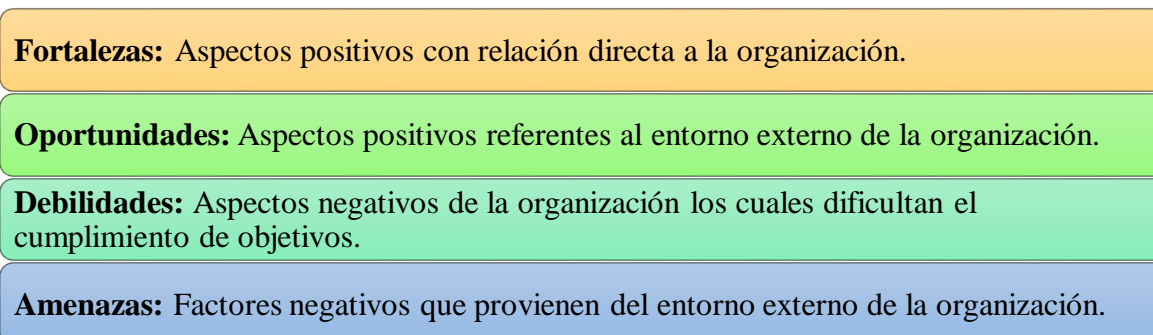 Fortalezas: Aspectos positivos con relación directa a la organización.
Oportunidades: Aspectos positivos referentes al entorno externo de la organización.
Debilidades: Aspectos negativos de la organización los cuales dificultan el
cumplimiento de objetivos.
Amenazas: Factores negativos que provienen del entorno externo de la organización.